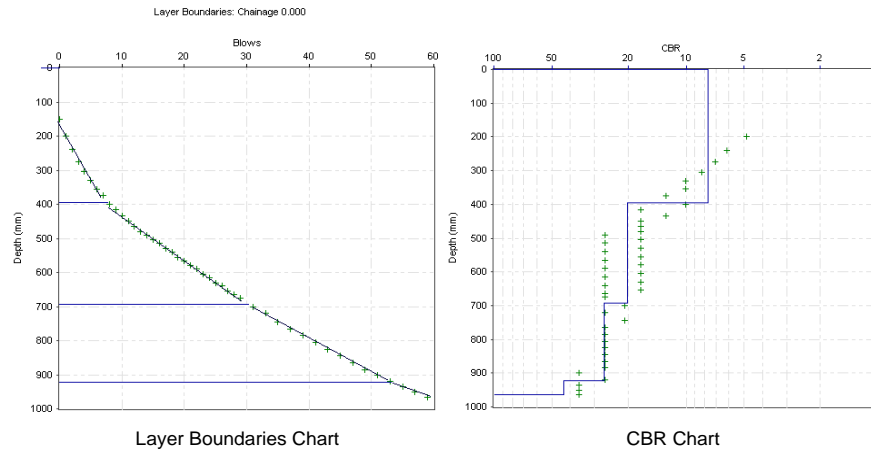 Layer Boundaries: Chainage 0.000
Blows
0 10 20 30 40 50 60
0
100
200
300
400
500
600
700
800
900
1000
Depth (mm)
Layer Boundaries Chart
CBR
100 50 20 10 5 2
0
100
200
300
400
500
600
700
800
900
1000
Depth (mm)
CBR Chart